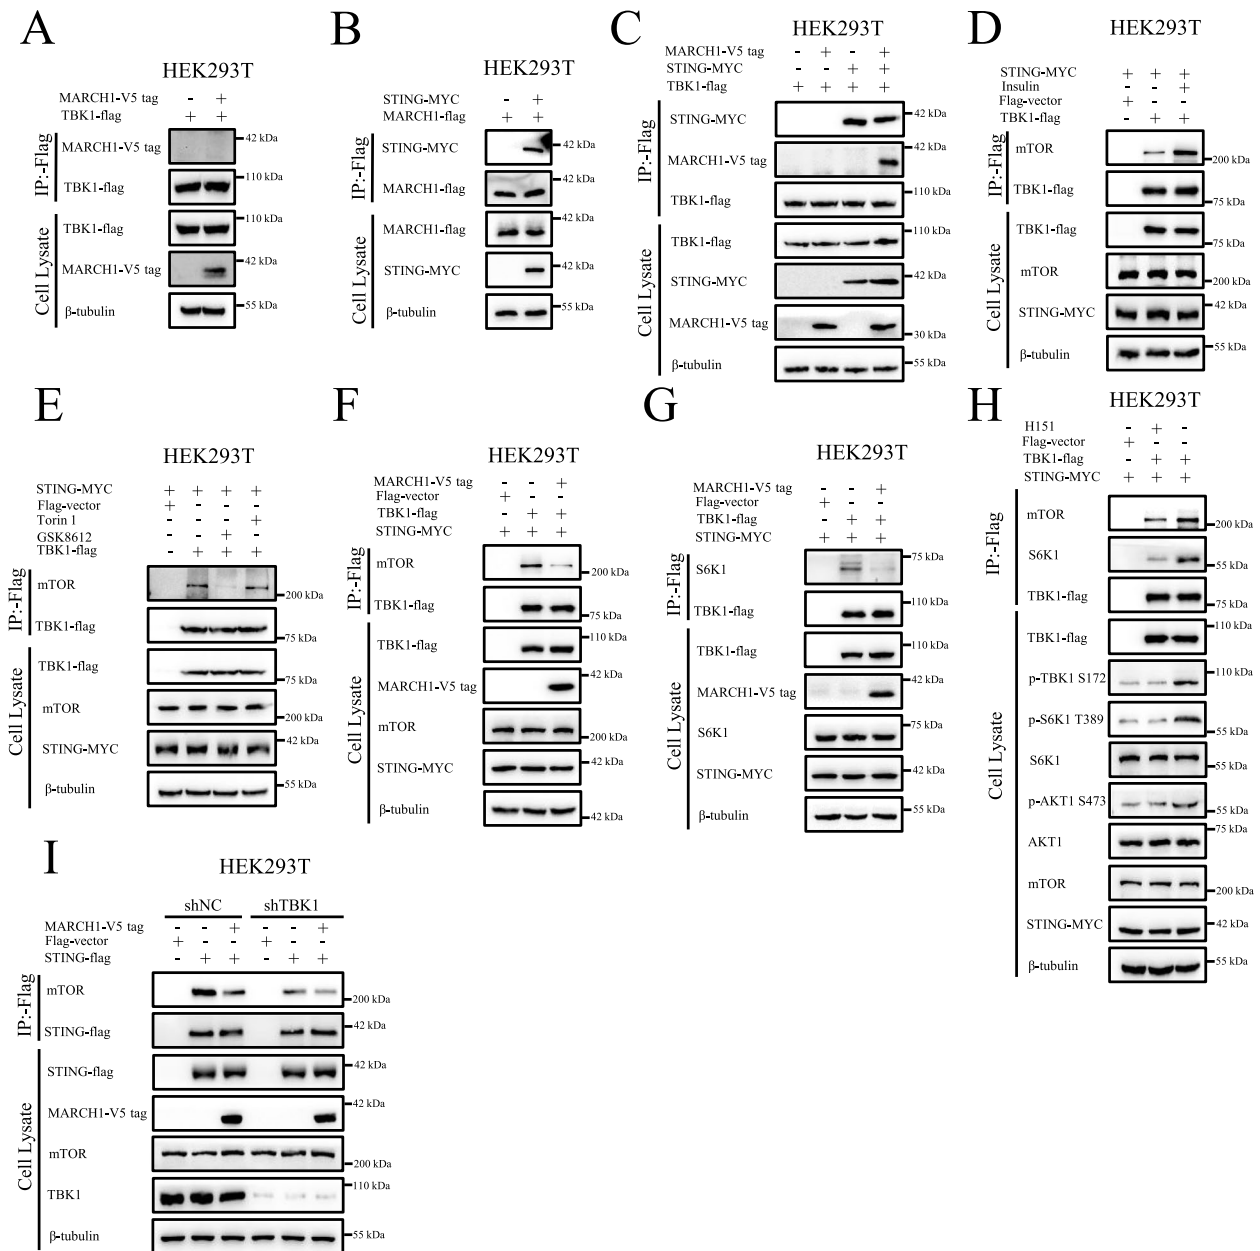 A
HEK293T
MARCH1-V5 tag - +
TBK1-flag + +
IP:-Flag
MARCH1-V5 tag 42 kDa
TBK1-flag 110 kDa
Cell Lysate
TBK1-flag 110 kDa
MARCH1-V5 tag 42 kDa
β-tubulin 55 kDa
B
HEK293T
STING-MYC - +
MARCH1-flag + +
IP:-Flag
STING-MYC 42 kDa
MARCH1-flag 42 kDa
Cell Lysate
MARCH1-flag 42 kDa
STING-MYC 42 kDa
β-tubulin 55 kDa
C
HEK293T
MARCH1-V5 tag - + - +
STING-MYC - - + +
TBK1-flag + + + +
IP:-Flag
STING-MYC 42 kDa
MARCH1-V5 tag 42 kDa
TBK1-flag 110 kDa
Cell Lysate
TBK1-flag 110 kDa
STING-MYC 42 kDa
MARCH1-V5 tag 30 kDa
β-tubulin 55 kDa
D
HEK293T
STING-MYC + + +
Insulin - - +
Flag-vector + - -
TBK1-flag - + +
IP:-Flag
mTOR 200 kDa
TBK1-flag 75 kDa
Cell Lysate
TBK1-flag 75 kDa
mTOR 200 kDa
STING-MYC 42 kDa
β-tubulin 55 kDa
E
HEK293T
STING-MYC + + + +
Flag-vector + - - -
Torin 1 - - - +
GSK8612 - - + -
TBK1-flag - + + +
IP:-Flag
mTOR 200 kDa
TBK1-flag 75 kDa
Cell Lysate
TBK1-flag 75 kDa
mTOR 200 kDa
STING-MYC 42 kDa
β-tubulin 55 kDa
F
HEK293T
MARCH1-V5 tag - - +
Flag-vector + - -
TBK1-flag - + +
STING-MYC + + +
IP:-Flag
mTOR 200 kDa
TBK1-flag 75 kDa
Cell Lysate
TBK1-flag 110 kDa
MARCH1-V5 tag 42 kDa
mTOR 200 kDa
STING-MYC 42 kDa
β-tubulin 42 kDa
G
HEK293T
MARCH1-V5 tag - - +
Flag-vector + - -
TBK1-flag - + +
STING-MYC + + +
IP:-Flag
S6K1 75 kDa
TBK1-flag 110 kDa
Cell Lysate
TBK1-flag 110 kDa
MARCH1-V5 tag 42 kDa
S6K1 75 kDa
STING-MYC 42 kDa
β-tubulin 55 kDa
H
HEK293T
H151 - + -
Flag-vector + - -
TBK1-flag - + +
STING-MYC + + +
IP:-Flag
mTOR 200 kDa
S6K1 55 kDa
TBK1-flag 75 kDa
Cell Lysate
TBK1-flag 110 kDa
p-TBK1 S172 75 kDa
p-S6K1 T389 55 kDa
S6K1 55 kDa
p-AKT1 S473 55 kDa
AKT1 75 kDa
mTOR 200 kDa
STING-MYC 42 kDa
β-tubulin 55 kDa
I
HEK293T
shNC shTBK1
MARCH1-V5 tag - - + - - +
Flag-vector + - - + - -
STING-flag - + + - + +
IP:-Flag
mTOR 200 kDa
STING-flag 42 kDa
Cell Lysate
STING-flag 42 kDa
MARCH1-V5 tag 42 kDa
mTOR 200 kDa
TBK1 110 kDa
β-tubulin 55 kDa